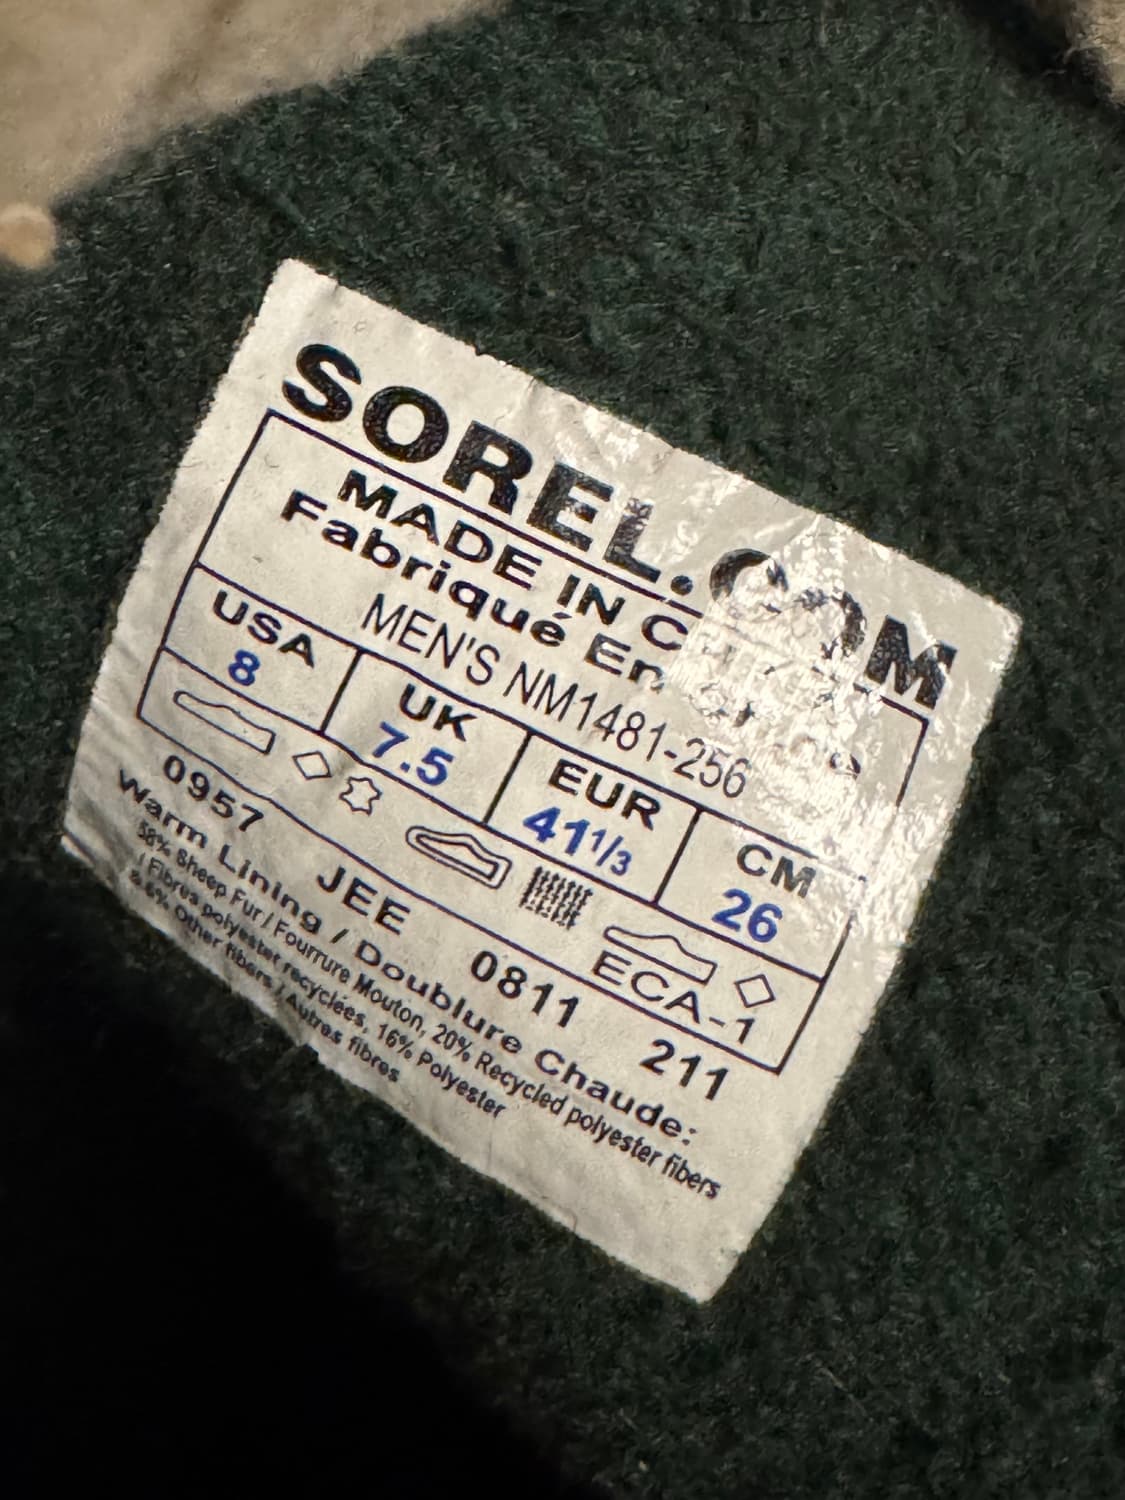 SOREL.COM
MADE IN
Fabriqué En
MEN'S NM1481-256
USA UK EUR CM
8 7.5 41 1/3 26
ECA-1
0957 JEE 0811 211
Warm Lining / Doublure Chaude:
58% Sheep Fur / Fourrure Mouton, 20% Recycled polyester fibers
/ Fibres polyester recyclées, 16% Polyester
6% Other fibers / Autres fibres